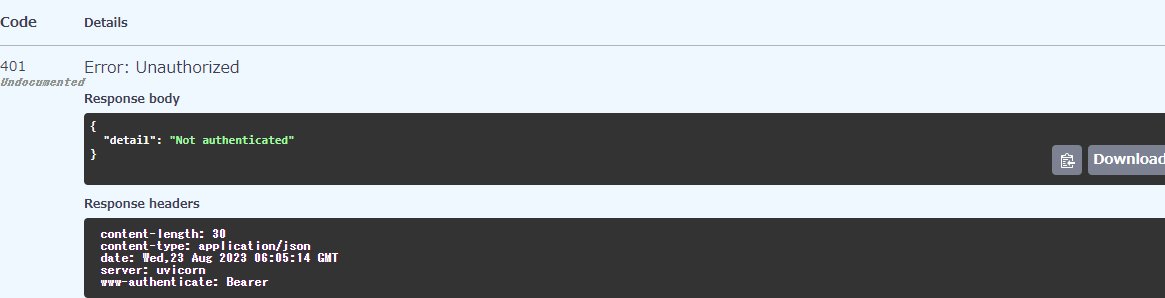 Code Details
401 Error: Unauthorized
Undocumented
Response body
{
"detail": "Not authenticated"
}
Download
Response headers
content-length: 30
content-type: application/json
date: Wed,23 Aug 2023 06:05:14 GMT
server: uvicorn
www-authenticate: Bearer